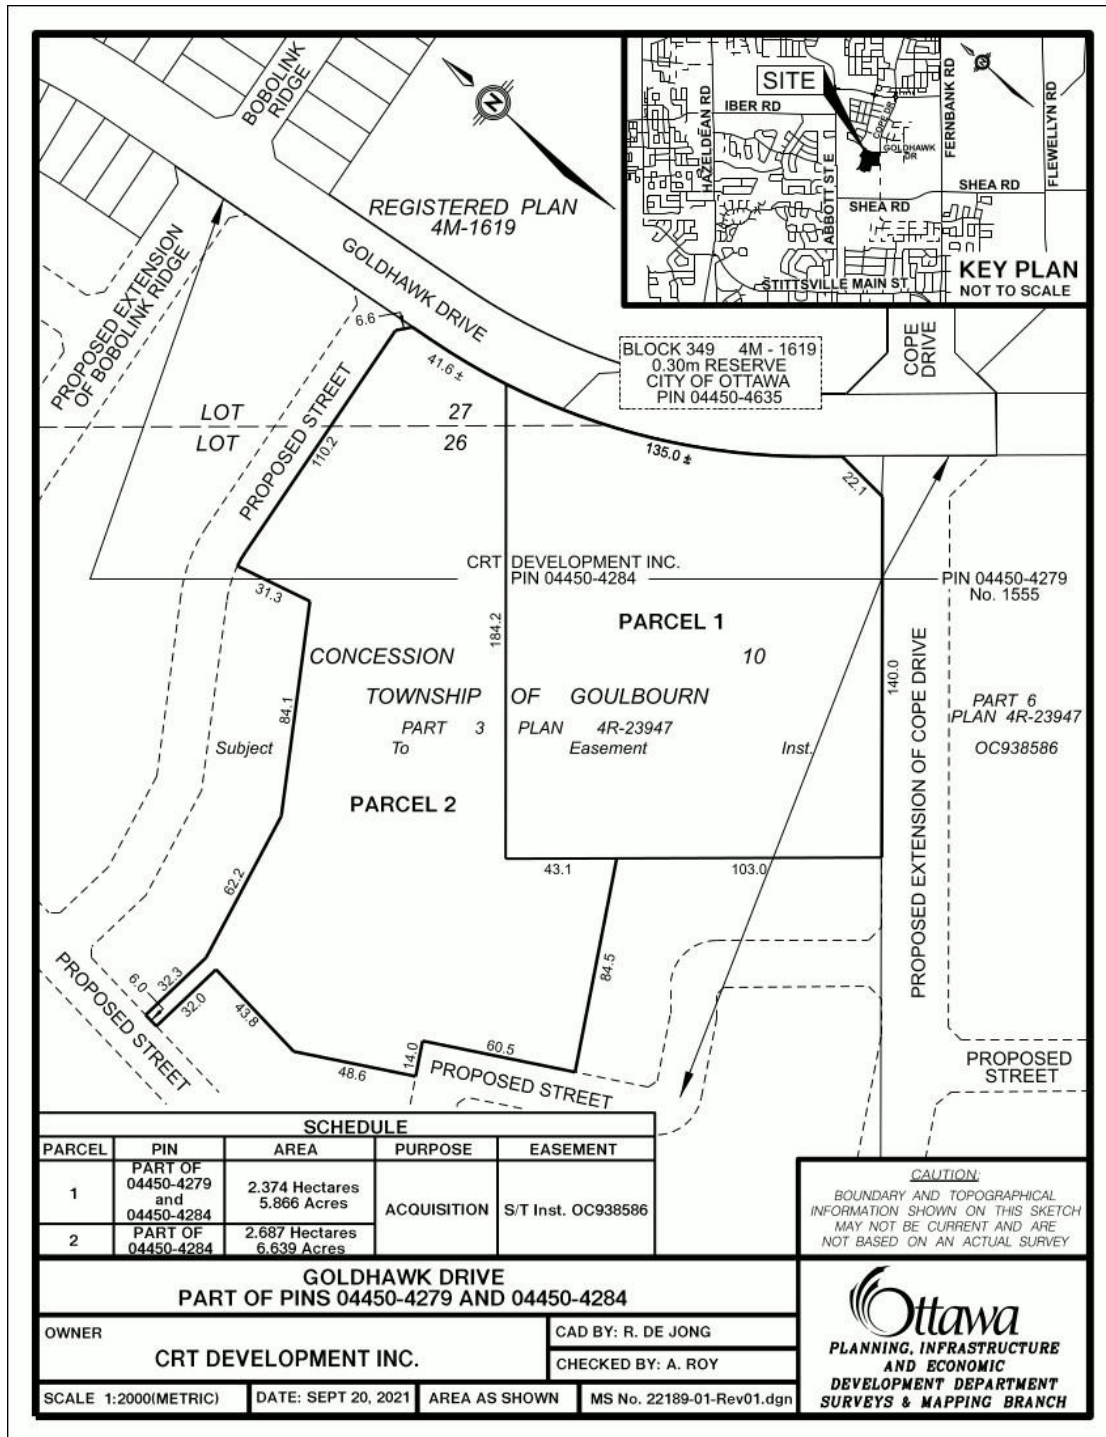 BOBOLINK
RIDGE
N
REGISTERED PLAN
4M-1619
GOLDHAWK DRIVE
PROPOSED EXTENSION
OF BOBOLINK RIDGE
SITE
IBER RD
HAZELDEAN RD
COPE DR
GOLDHAWK
DR
FERNBANK RD
FLEWELLYN RD
ABBOTT ST E
SHEA RD
SHEA RD
STITTSVILLE MAIN ST
KEY PLAN
NOT TO SCALE
6.6
41.6 ±
BLOCK 349 4M - 1619
0.30m RESERVE
CITY OF OTTAWA
PIN 04450-4635
COPE
DRIVE
LOT 27
LOT 26
PROPOSED STREET
110.2
135.0 ±
22.1
CRT DEVELOPMENT INC.
PIN 04450-4284
PIN 04450-4279
No. 1555
31.3
184.2
PARCEL 1
CONCESSION 10
84.1
140.0
TOWNSHIP OF GOULBOURN
PART 3 PLAN 4R-23947
Subject To Easement Inst.
PART 6
PLAN 4R-23947
OC938586
PROPOSED EXTENSION OF COPE DRIVE
PARCEL 2
43.1
103.0
62.2
84.5
PROPOSED STREET
6.0
32.3
32.0
43.8
48.6
14.0
60.5
PROPOSED STREET
PROPOSED
STREET
SCHEDULE
PARCEL PIN AREA PURPOSE EASEMENT
1
PART OF
04450-4279
and
04450-4284
2.374 Hectares
5.866 Acres
ACQUISITION
S/T Inst. OC938586
2
PART OF
04450-4284
2.687 Hectares
6.639 Acres
CAUTION:
BOUNDARY AND TOPOGRAPHICAL
INFORMATION SHOWN ON THIS SKETCH
MAY NOT BE CURRENT AND ARE
NOT BASED ON AN ACTUAL SURVEY
GOLDHAWK DRIVE
PART OF PINS 04450-4279 AND 04450-4284
OWNER
CRT DEVELOPMENT INC.
CAD BY: R. DE JONG
CHECKED BY: A. ROY
SCALE 1:2000(METRIC)
DATE: SEPT 20, 2021
AREA AS SHOWN
MS No. 22189-01-Rev01.dgn
Ottawa
PLANNING, INFRASTRUCTURE
AND ECONOMIC
DEVELOPMENT DEPARTMENT
SURVEYS & MAPPING BRANCH